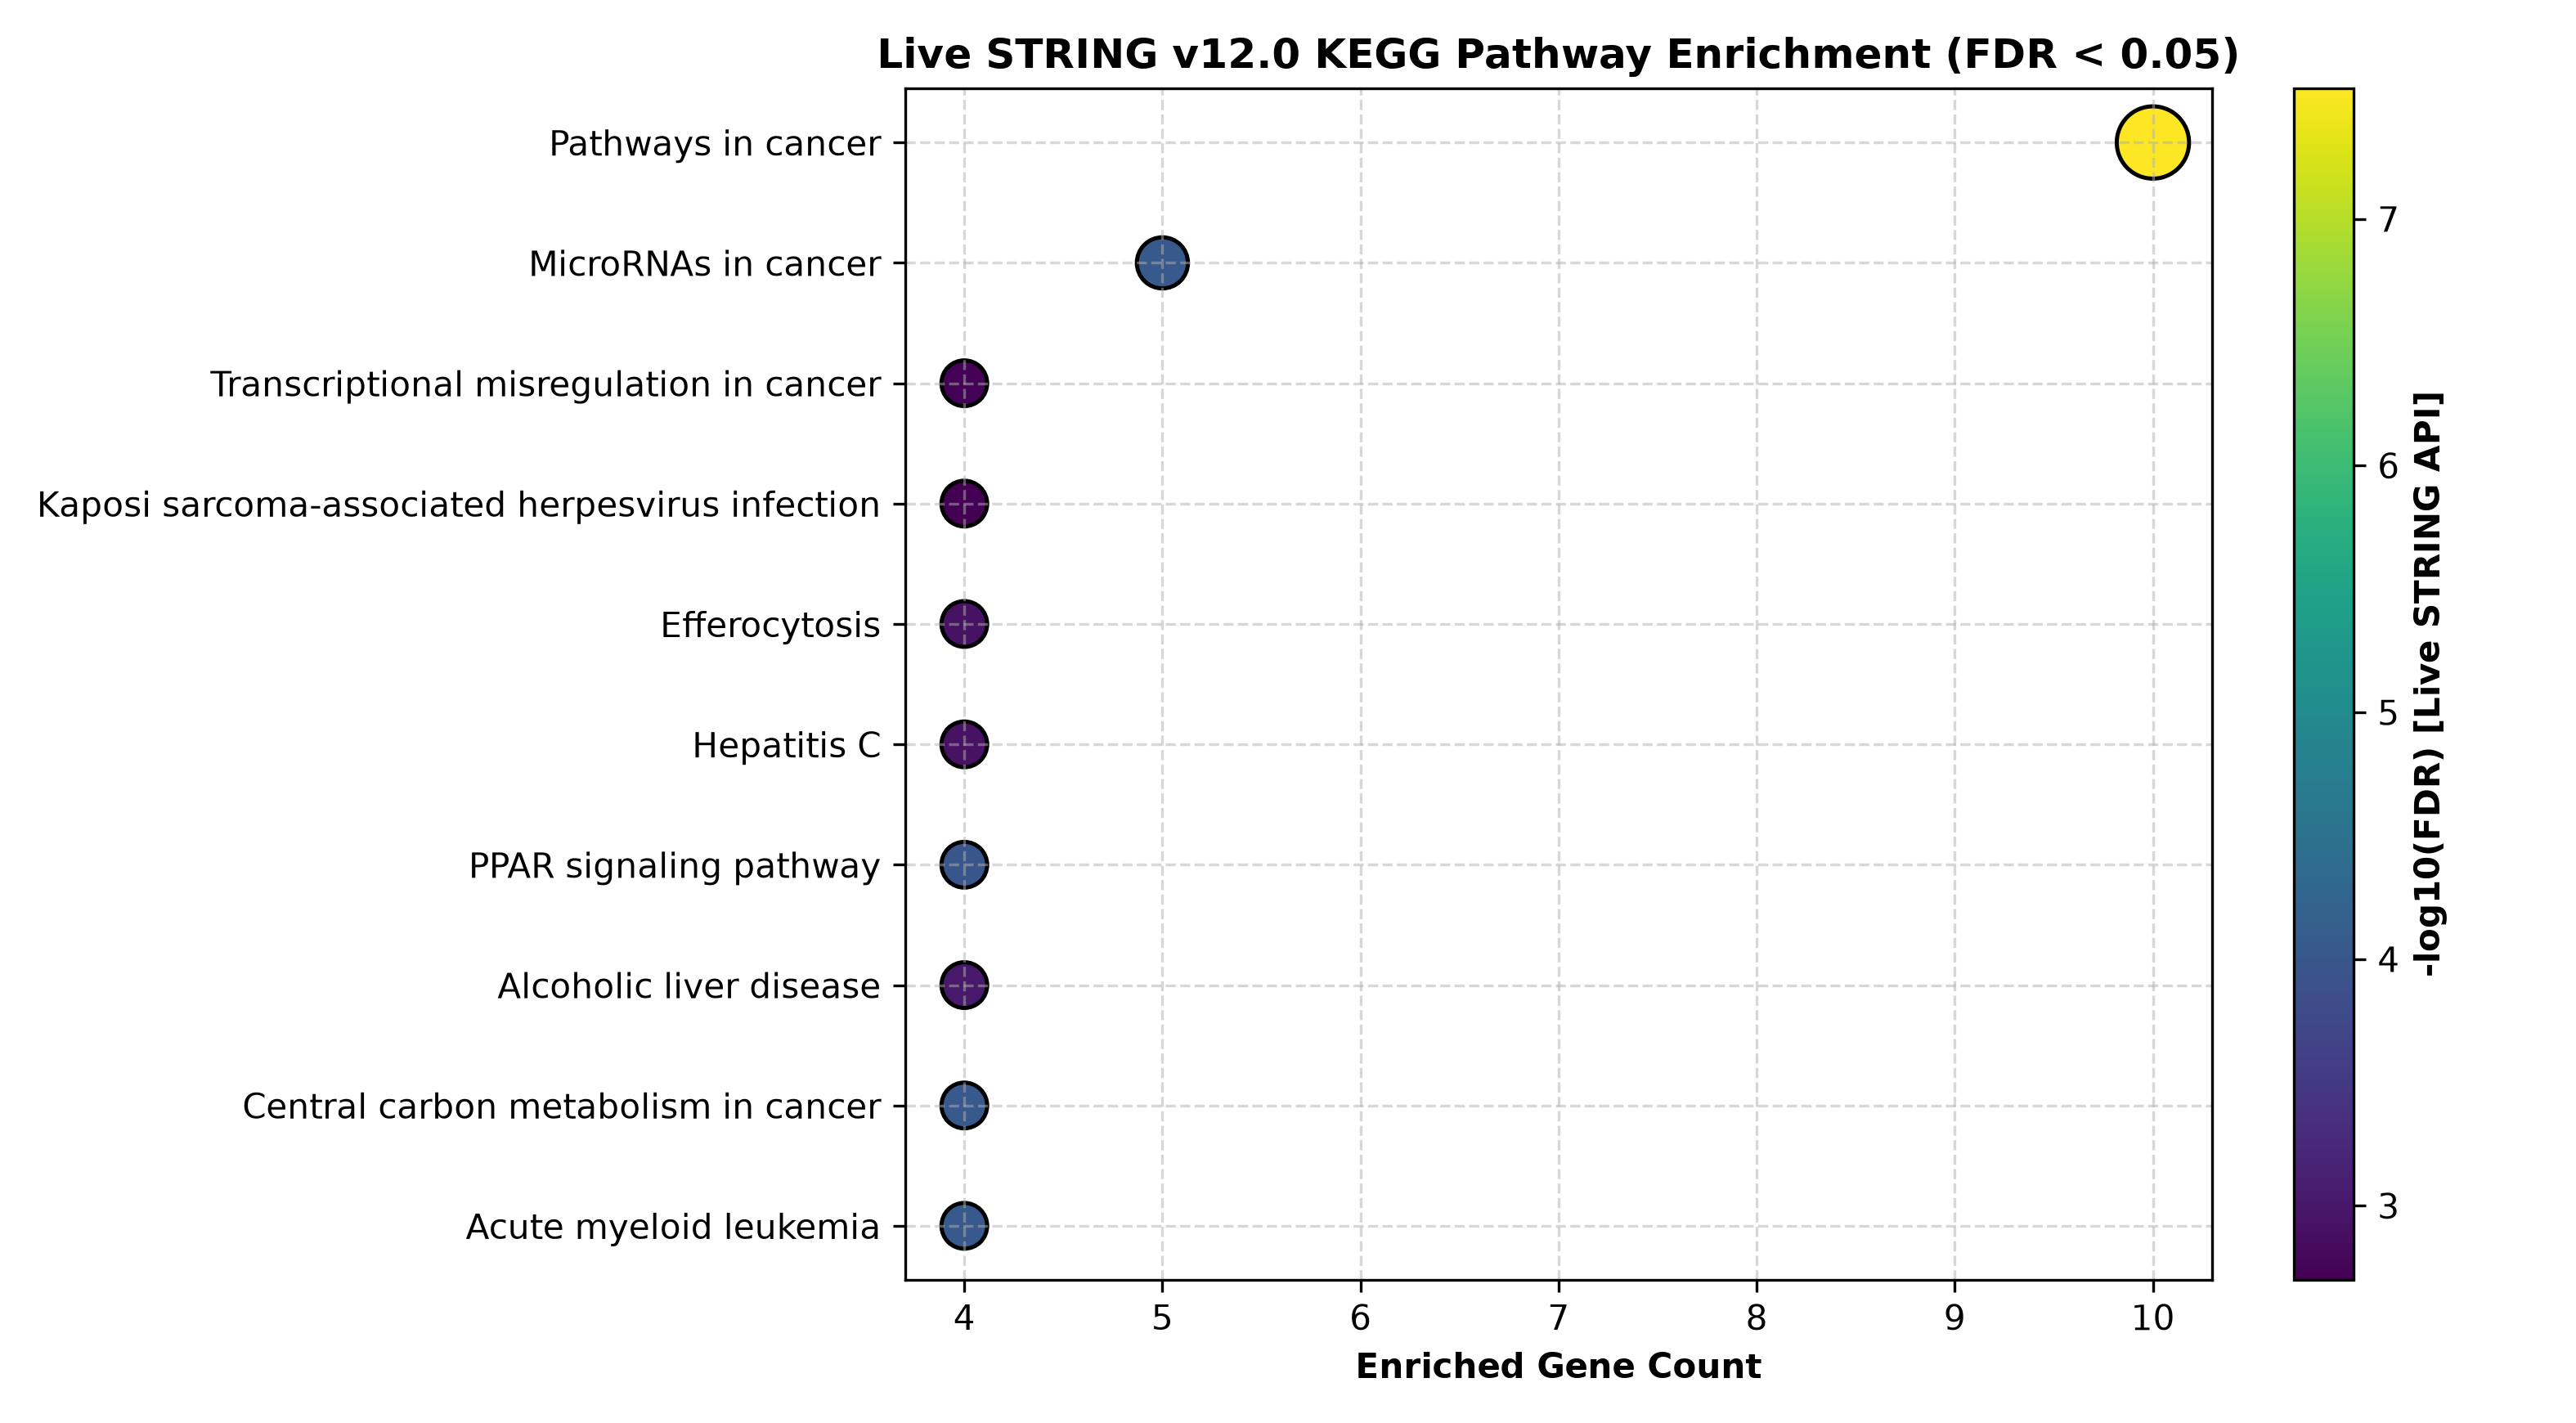 Live STRING v12.0 KEGG Pathway Enrichment (FDR < 0.05)
Pathways in cancer
MicroRNAs in cancer
Transcriptional misregulation in cancer
Kaposi sarcoma-associated herpesvirus infection
Efferocytosis
Hepatitis C
PPAR signaling pathway
Alcoholic liver disease
Central carbon metabolism in cancer
Acute myeloid leukemia
4 5 6 7 8 9 10
Enriched Gene Count
7
6
5
4
3
-log10(FDR) [Live STRING API]